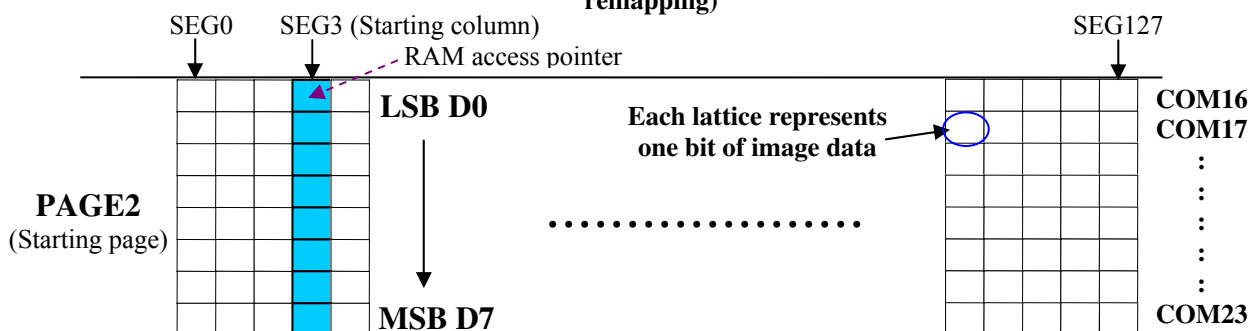 remapping)
SEG0 SEG3 (Starting column) SEG127
RAM access pointer
LSB D0
Each lattice represents
one bit of image data
COM16
COM17
:
:
:
:
:
PAGE2
(Starting page)
.....................
MSB D7
COM23